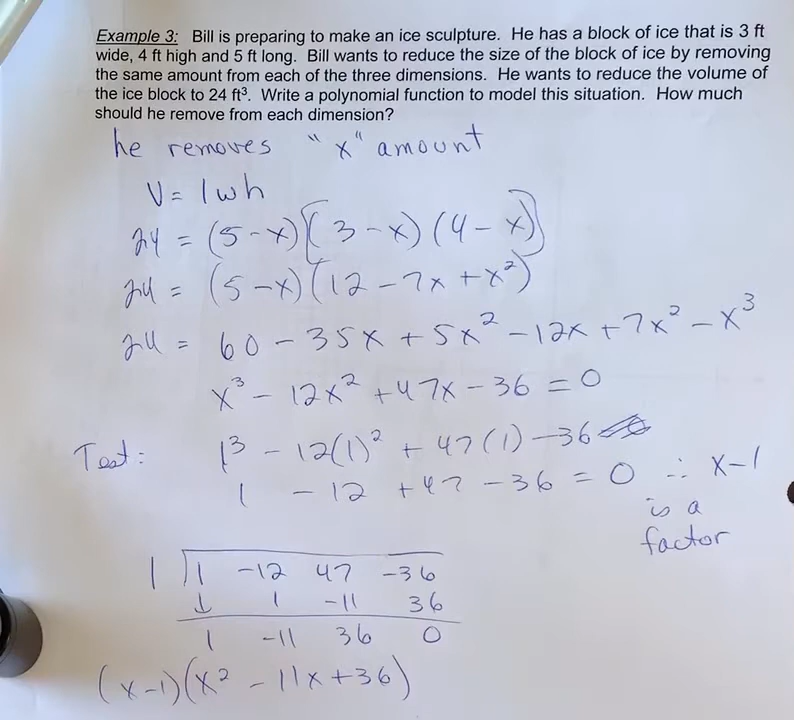 Example 3: Bill is preparing to make an ice sculpture. He has a block of ice that is 3 ft
wide, 4 ft high and 5 ft long. Bill wants to reduce the size of the block of ice by removing
the same amount from each of the three dimensions. He wants to reduce the volume of
the ice block to 24 ft³. Write a polynomial function to model this situation. How much
should he remove from each dimension?
he removes "x" amount
V = lwh
24 = (5-x)[(3-x)(4-x)]
24 = (5-x)(12-7x+x²)
24 = 60-35x+5x²-12x+7x²-x³
x³-12x²+47x-36=0
Test: 1³-12(1)²+47(1)-36
1 -12 +47 -36 = 0 ∴ x-1
is a
factor
1 | 1 -12 47 -36
↓ 1 -11 36
1 -11 36 0
(x-1)(x²-11x+36)